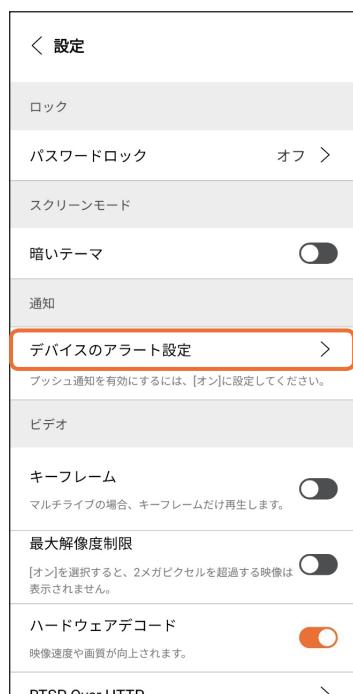 設定
ロック
パスワードロック オフ
スクリーンモード
暗いテーマ
通知
デバイスのアラート設定
プッシュ通知を有効にするには、[オン]に設定してください。
ビデオ
キーフレーム
マルチライブの場合、キーフレームだけ再生します。
最大解像度制限
[オン]を選択すると、2メガピクセルを超過する映像は
表示されません。
ハードウェアデコード
映像速度や画質が向上されます。
RTSP Over HTTP